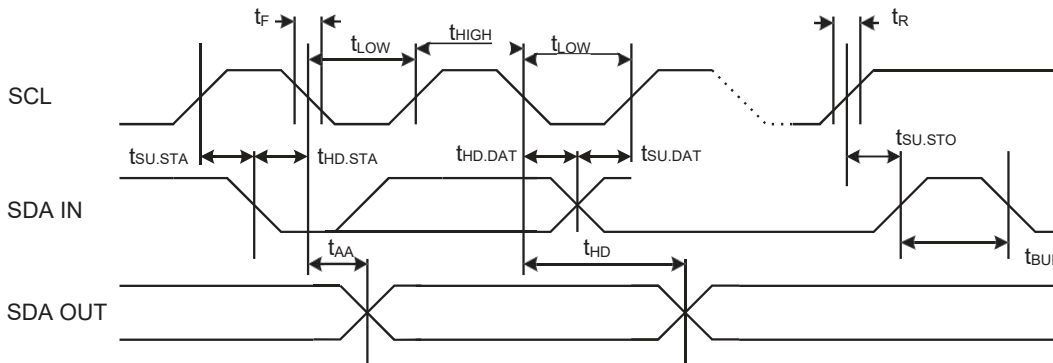 tF
tLOW
tHIGH
tLOW
tR
SCL
tSU.STA
tHD.STA
tHD.DAT
tSU.DAT
tSU.STO
SDA IN
tAA
tHD
tBU
SDA OUT